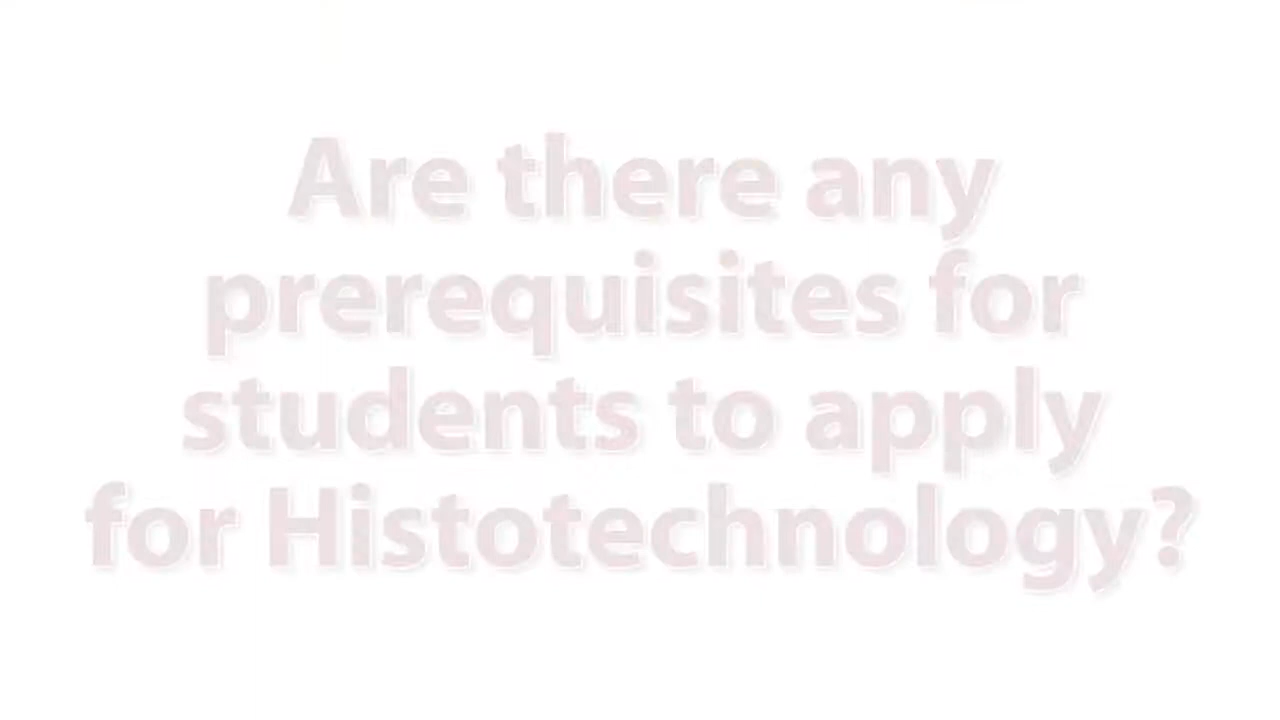 Are there any
prerequisites for
students to apply
for Histotechnology?